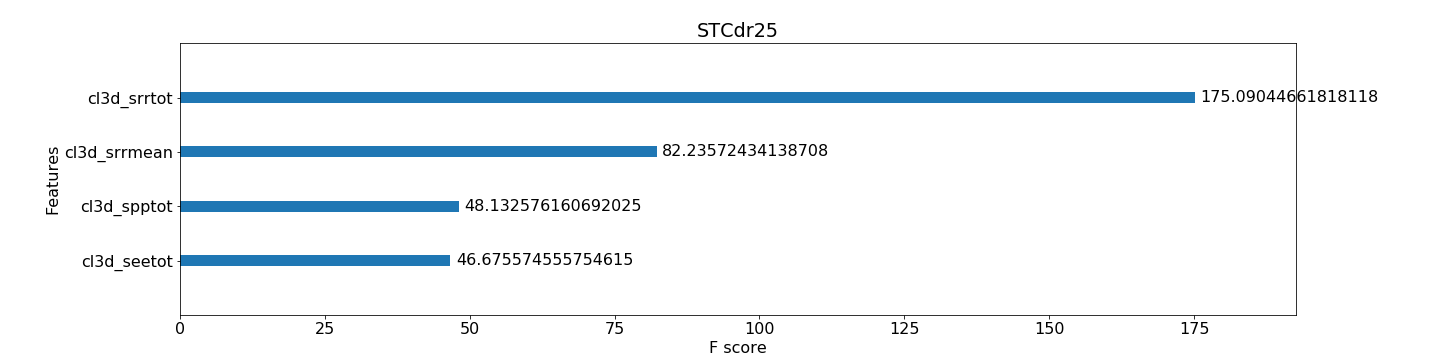 STCdr25
cl3d_srrtot
175.09044661818118
cl3d_srrmean
82.23572434138708
cl3d_spptot
48.132576160692025
cl3d_seetot
46.675574555754615
Features
0 25 50 75 100 125 150 175
F score